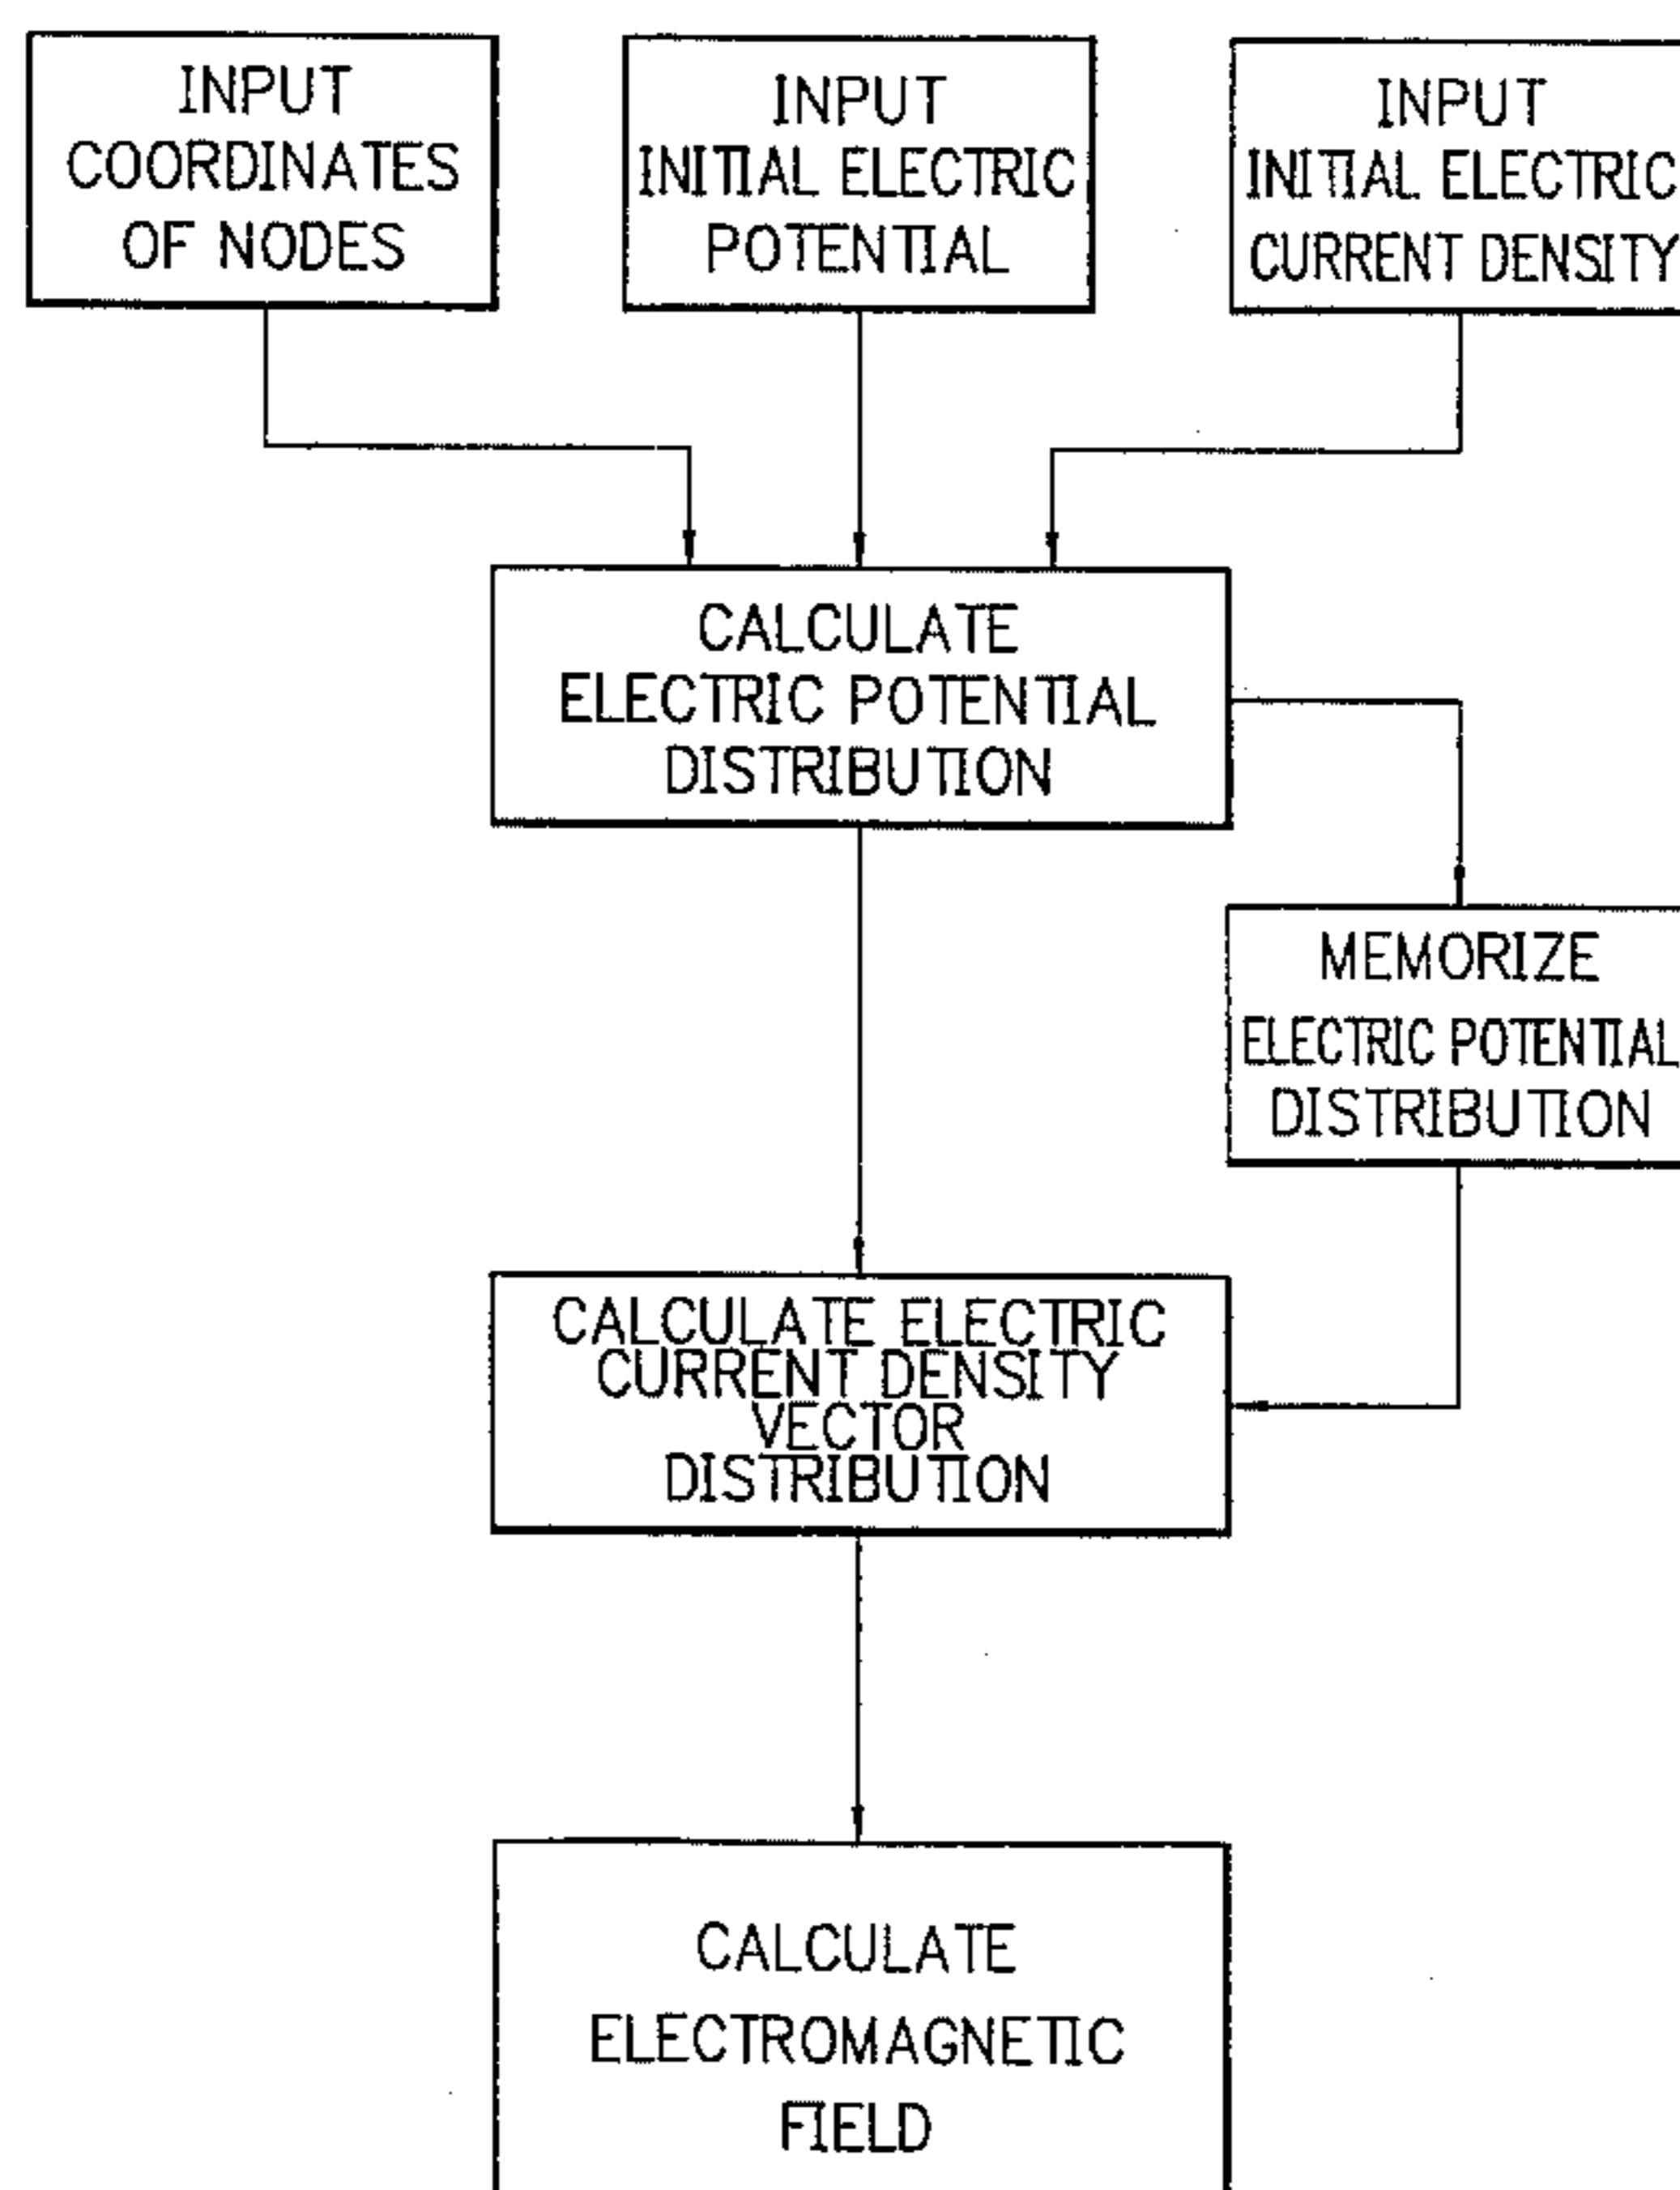 INPUT
COORDINATES
OF NODES
INPUT
INITIAL ELECTRIC
POTENTIAL
INPUT
INITIAL ELECTRIC
CURRENT DENSITY
CALCULATE
ELECTRIC POTENTIAL
DISTRIBUTION
MEMORIZE
ELECTRIC POTENTIAL
DISTRIBUTION
CALCULATE ELECTRIC
CURRENT DENSITY
VECTOR
DISTRIBUTION
CALCULATE
ELECTROMAGNETIC
FIELD